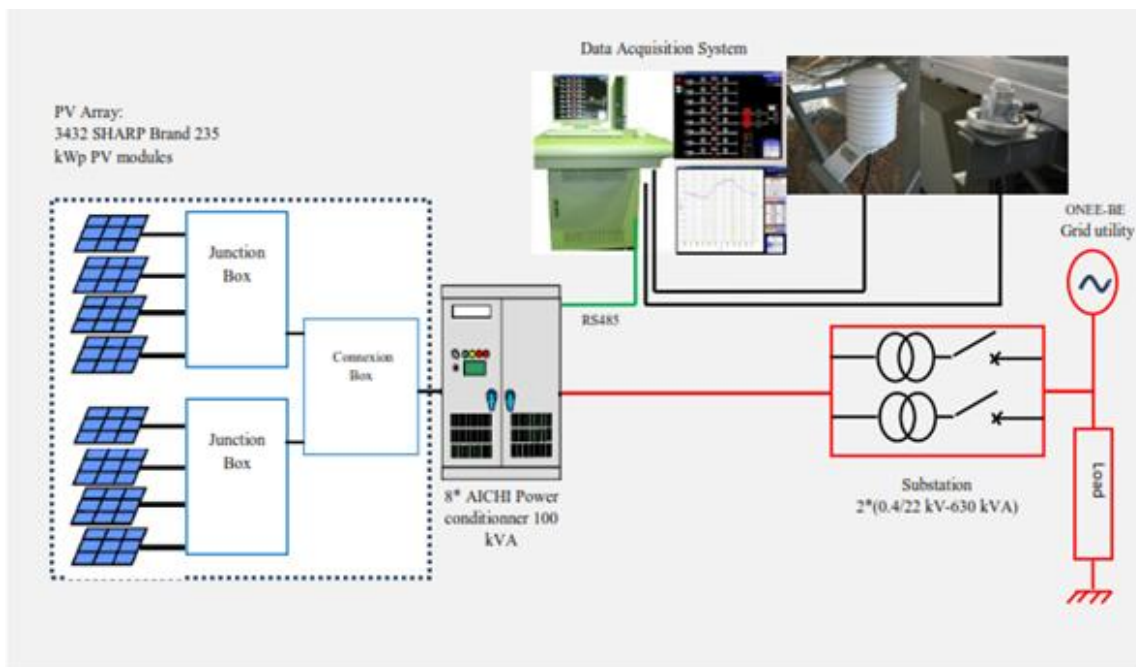 Data Acquisition System
PV Array:
3432 SHARP Brand 235
kWp PV modules
Junction
Box
Connexion
Box
Junction
Box
RS485
8* AICHI Power
conditionner 100
kVA
ONEE-BE
Grid utility
Substation
2*(0.4/22 kV-630 kVA)
Load